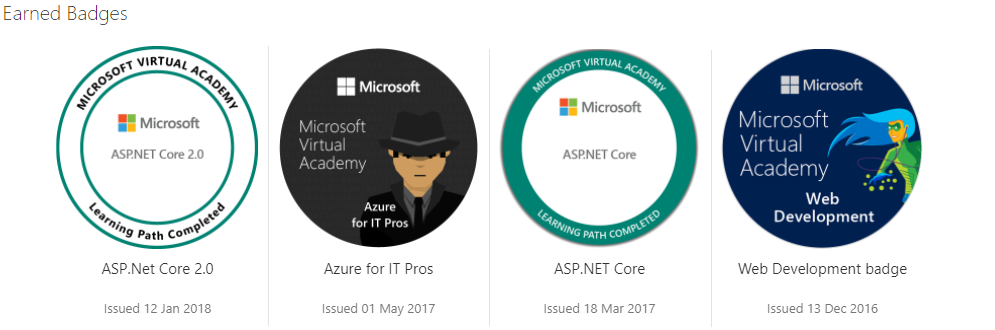 Earned Badges
MICROSOFT VIRTUAL ACADEMY
Microsoft
ASP.NET Core 2.0
Learning Path Completed
ASP.Net Core 2.0
Issued 12 Jan 2018
Microsoft
Microsoft
Virtual
Academy
Azure
for IT Pros
Azure for IT Pros
Issued 01 May 2017
MICROSOFT VIRTUAL ACADEMY
Microsoft
ASP.NET Core
LEARNING PATH COMPLETED
ASP.NET Core
Issued 18 Mar 2017
Microsoft
Microsoft
Virtual
Academy
Web
Development
Web Development badge
Issued 13 Dec 2016